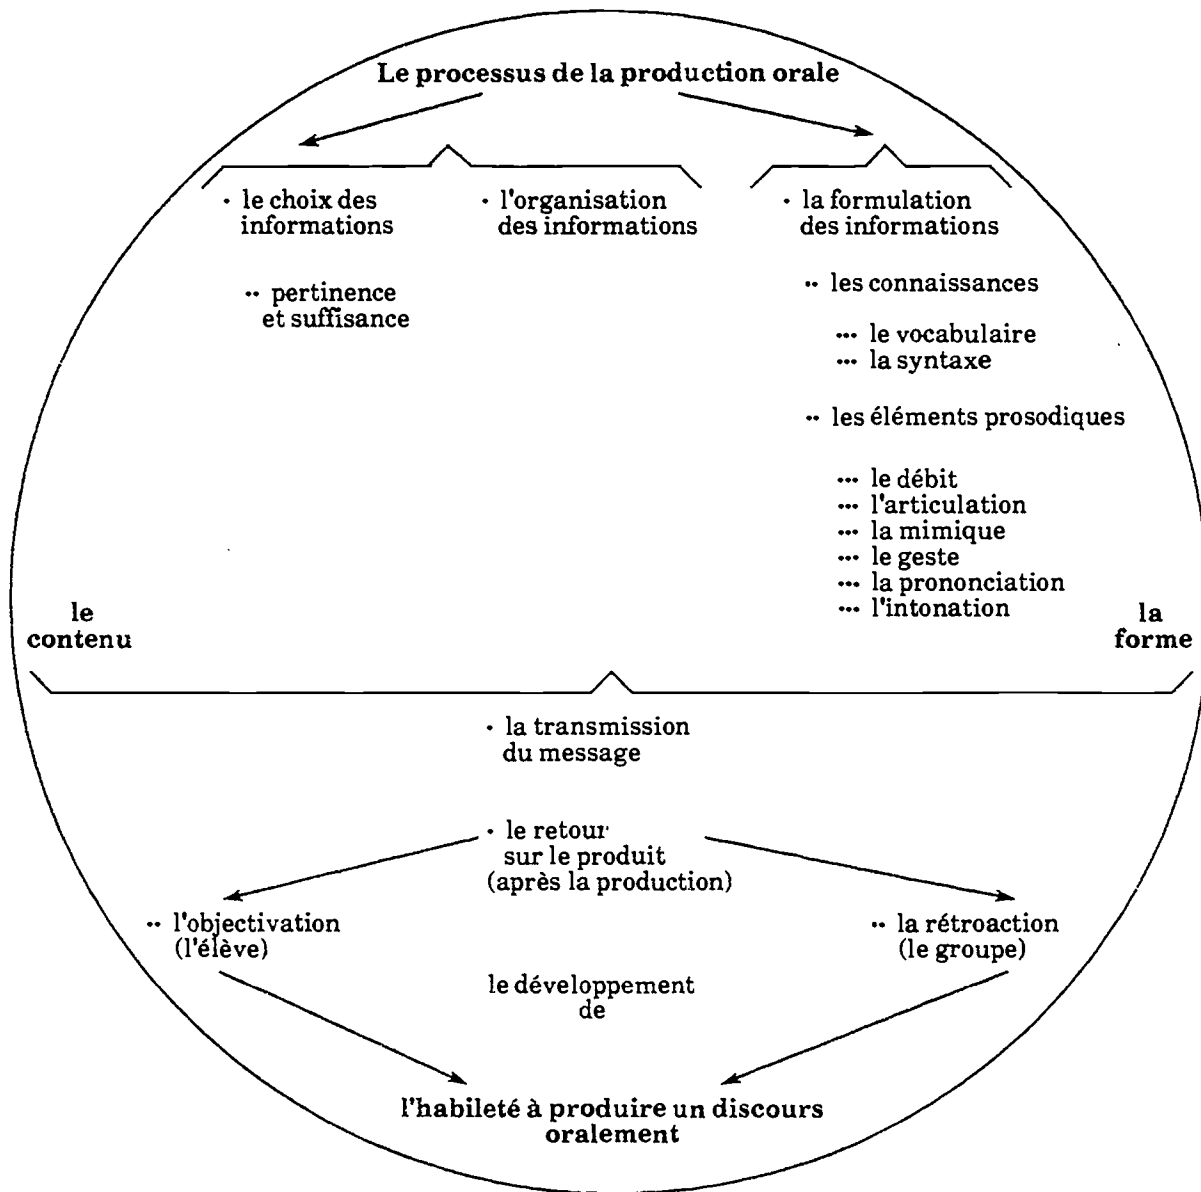 Le processus de la production orale
· le choix des
informations
·· pertinence
et suffisance
· l'organisation
des informations
· la formulation
des informations
·· les connaissances
··· le vocabulaire
··· la syntaxe
·· les éléments prosodiques
··· le débit
··· l'articulation
··· la mimique
··· le geste
··· la prononciation
··· l'intonation
le
contenu
la
forme
· la transmission
du message
· le retour
sur le produit
(après la production)
·· l'objectivation
(l'élève)
·· la rétroaction
(le groupe)
le développement
de
l'habileté à produire un discours
oralement